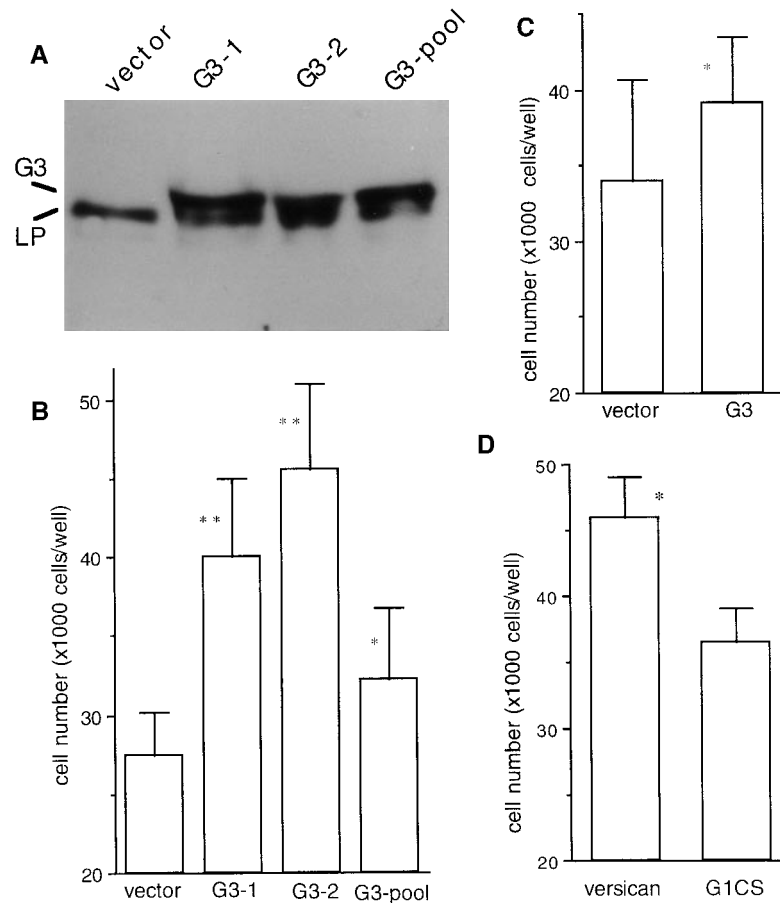 A
vector
G3-1
G3-2
G3-pool
G3
LP
B
cell number (x1000 cells/well)
50
40
30
20
**
**
*
vector
G3-1
G3-2
G3-pool
C
cell number (x1000 cells/well)
40
30
20
*
vector
G3
D
cell number (x1000 cells/well)
50
40
30
20
*
versican
G1CS